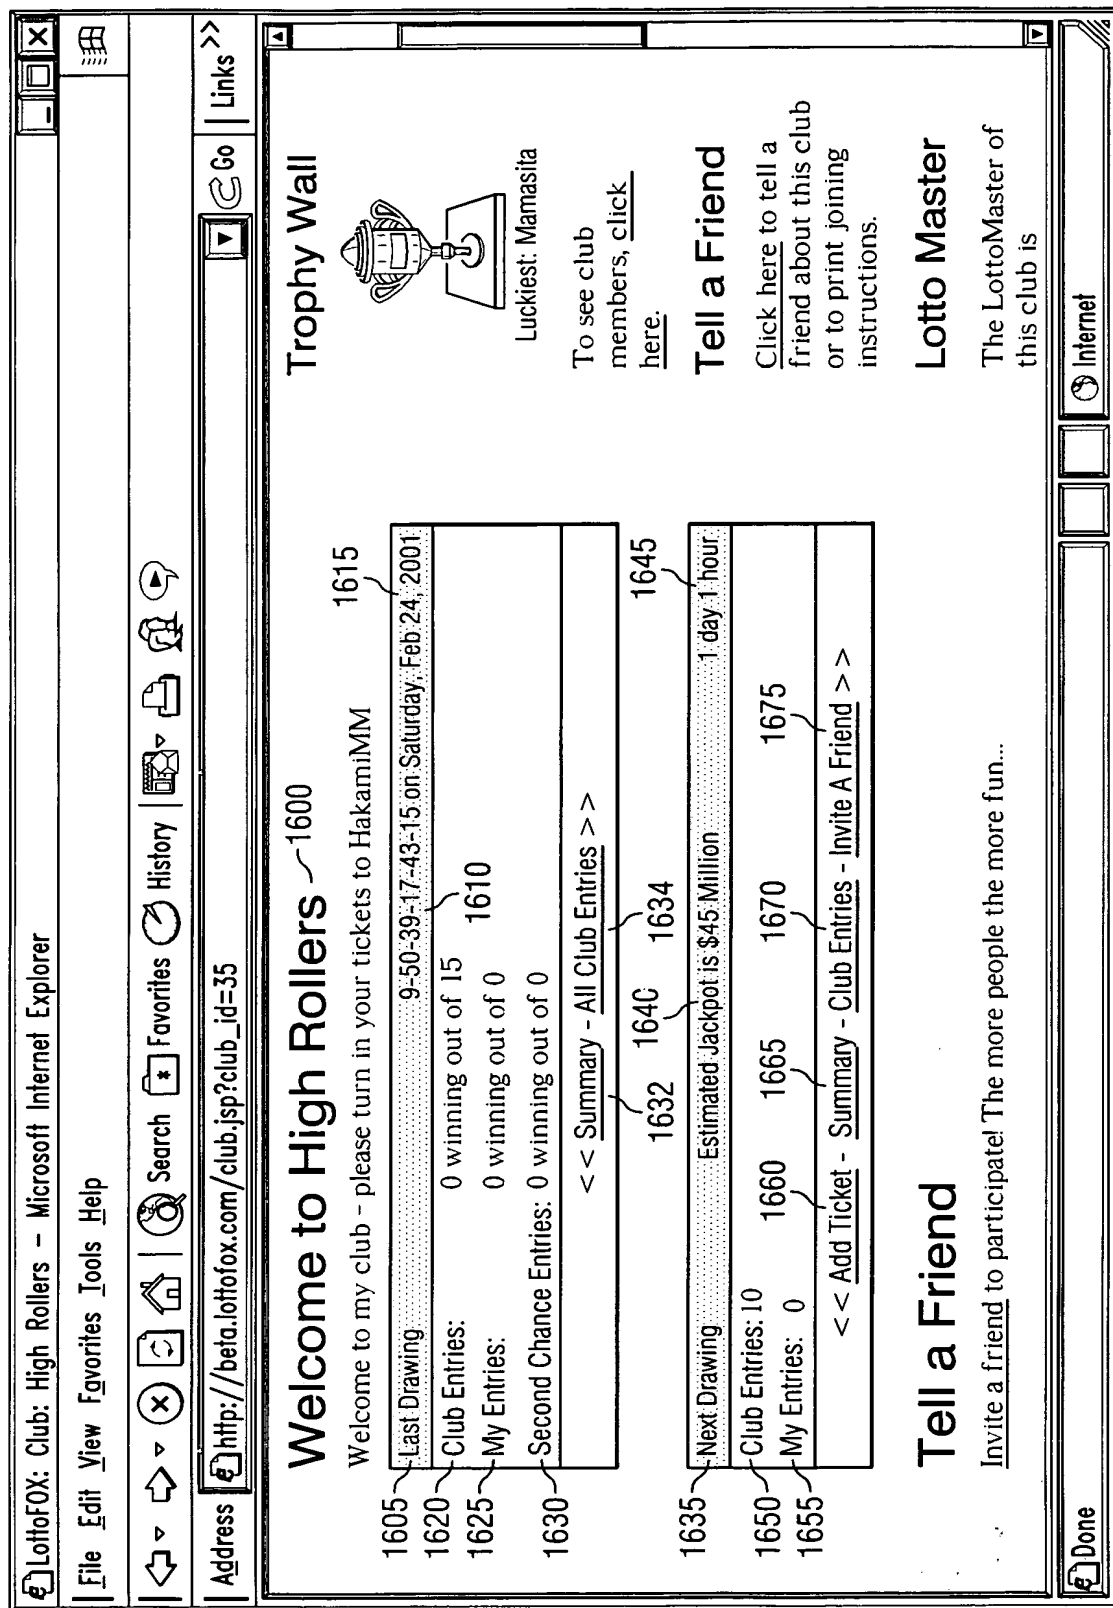 LottoFOX: Club: High Rollers – Microsoft Internet Explorer
File Edit View Favorites Tools Help
Search Favorites History
Address http://beta.lottofox.com/club.jsp?club_id=35 Go Links >>
Welcome to High Rollers 1600
Welcome to my club - please turn in your tickets to HakamiMM
1615
1605 Last Drawing 9-50-39-17-43-15 on Saturday, Feb 24, 2001
1610
1620 Club Entries: 0 winning out of 15
1625 My Entries: 0 winning out of 0
1630 Second Chance Entries: 0 winning out of 0
<< Summary - All Club Entries >>
1632 1634
1640 1645
1635 Next Drawing Estimated Jackpot is $45 Million 1 day 1 hour
1650 Club Entries: 10
1655 My Entries: 0
1660 1665 1670 1675
<< Add Ticket - Summary - Club Entries - Invite A Friend >>
Tell a Friend
Invite a friend to participate! The more people the more fun...
Trophy Wall
Luckiest: Mamasita
To see club
members, click
here.
Tell a Friend
Click here to tell a
friend about this club
or to print joining
instructions.
Lotto Master
The LottoMaster of
this club is
Done Internet